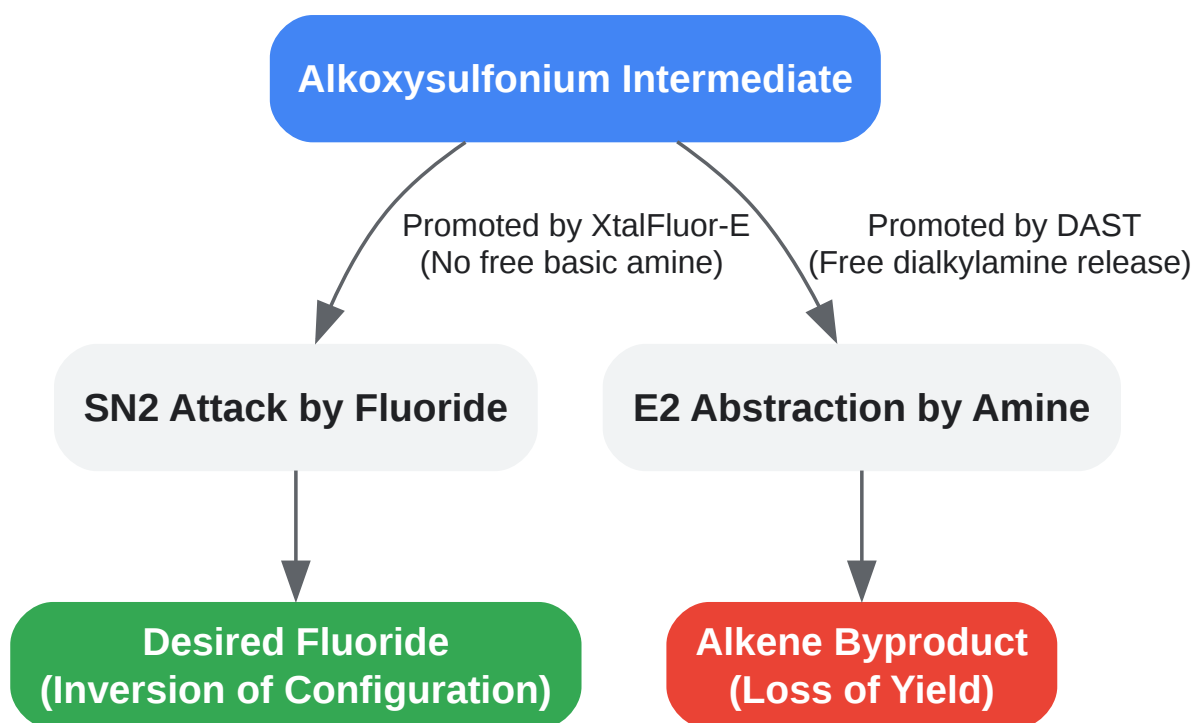 Alkoxysulfonium Intermediate
Promoted by XtalFluor-E
(No free basic amine)
Promoted by DAST
(Free dialkylamine release)
SN2 Attack by Fluoride
E2 Abstraction by Amine
Desired Fluoride
(Inversion of Configuration)
Alkene Byproduct
(Loss of Yield)